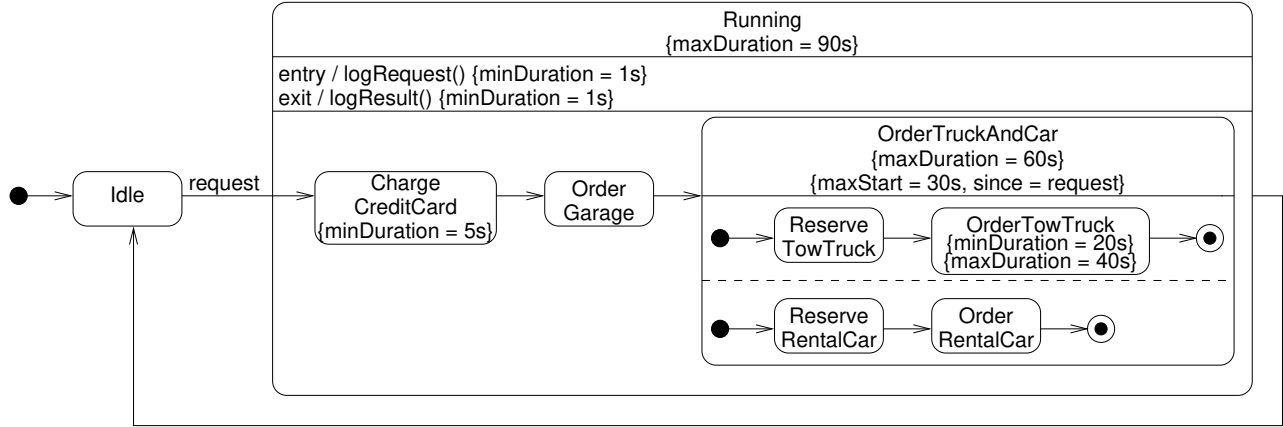 Running
{maxDuration = 90s}
entry / logRequest() {minDuration = 1s}
exit / logResult() {minDuration = 1s}
OrderTruckAndCar
{maxDuration = 60s}
{maxStart = 30s, since = request}
Idle
request
Charge
CreditCard
{minDuration = 5s}
Order
Garage
Reserve
TowTruck
OrderTowTruck
{minDuration = 20s}
{maxDuration = 40s}
Reserve
RentalCar
Order
RentalCar